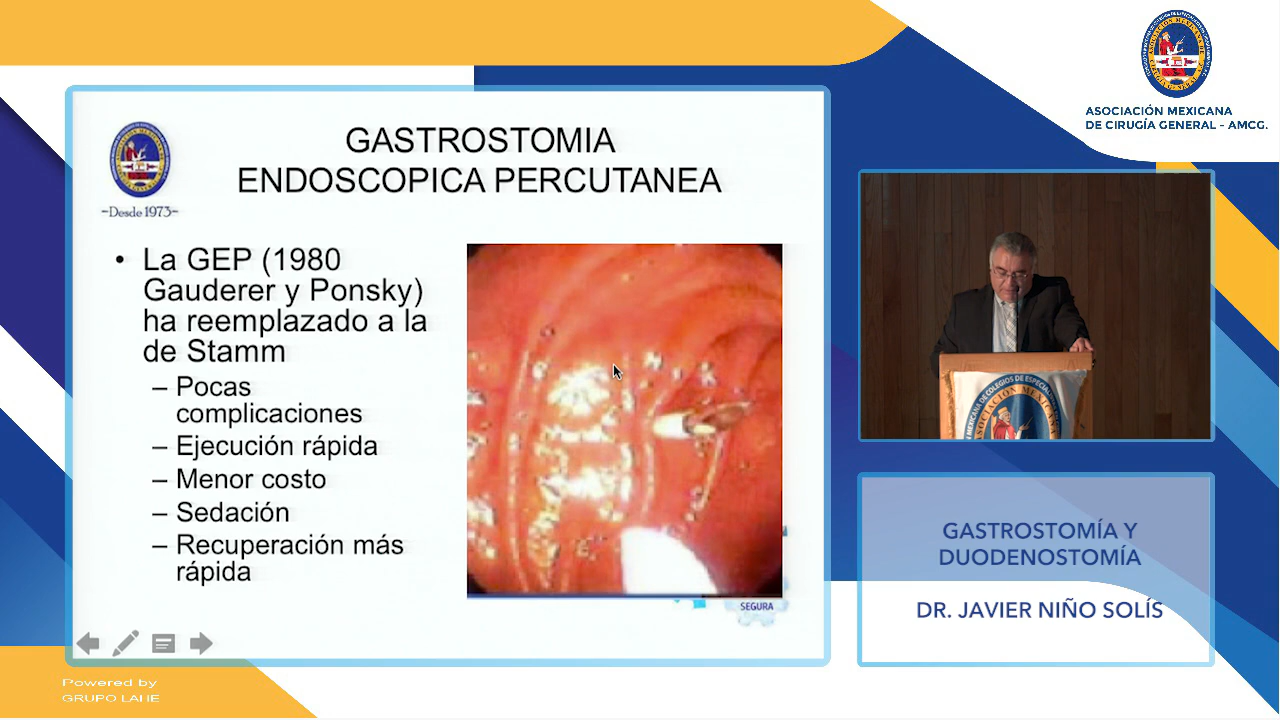 ASOCIACIÓN MEXICANA
DE CIRUGÍA GENERAL - AMCG.
GASTROSTOMIA
ENDOSCOPICA PERCUTANEA
-Desde 1973-
• La GEP (1980
Gauderer y Ponsky)
ha reemplazado a la
de Stamm
– Pocas
complicaciones
– Ejecución rápida
– Menor costo
– Sedación
– Recuperación más
rápida
SEGURA
GASTROSTOMÍA Y
DUODENOSTOMÍA
DR. JAVIER NIÑO SOLÍS
Powered by
GRUPO LAHE